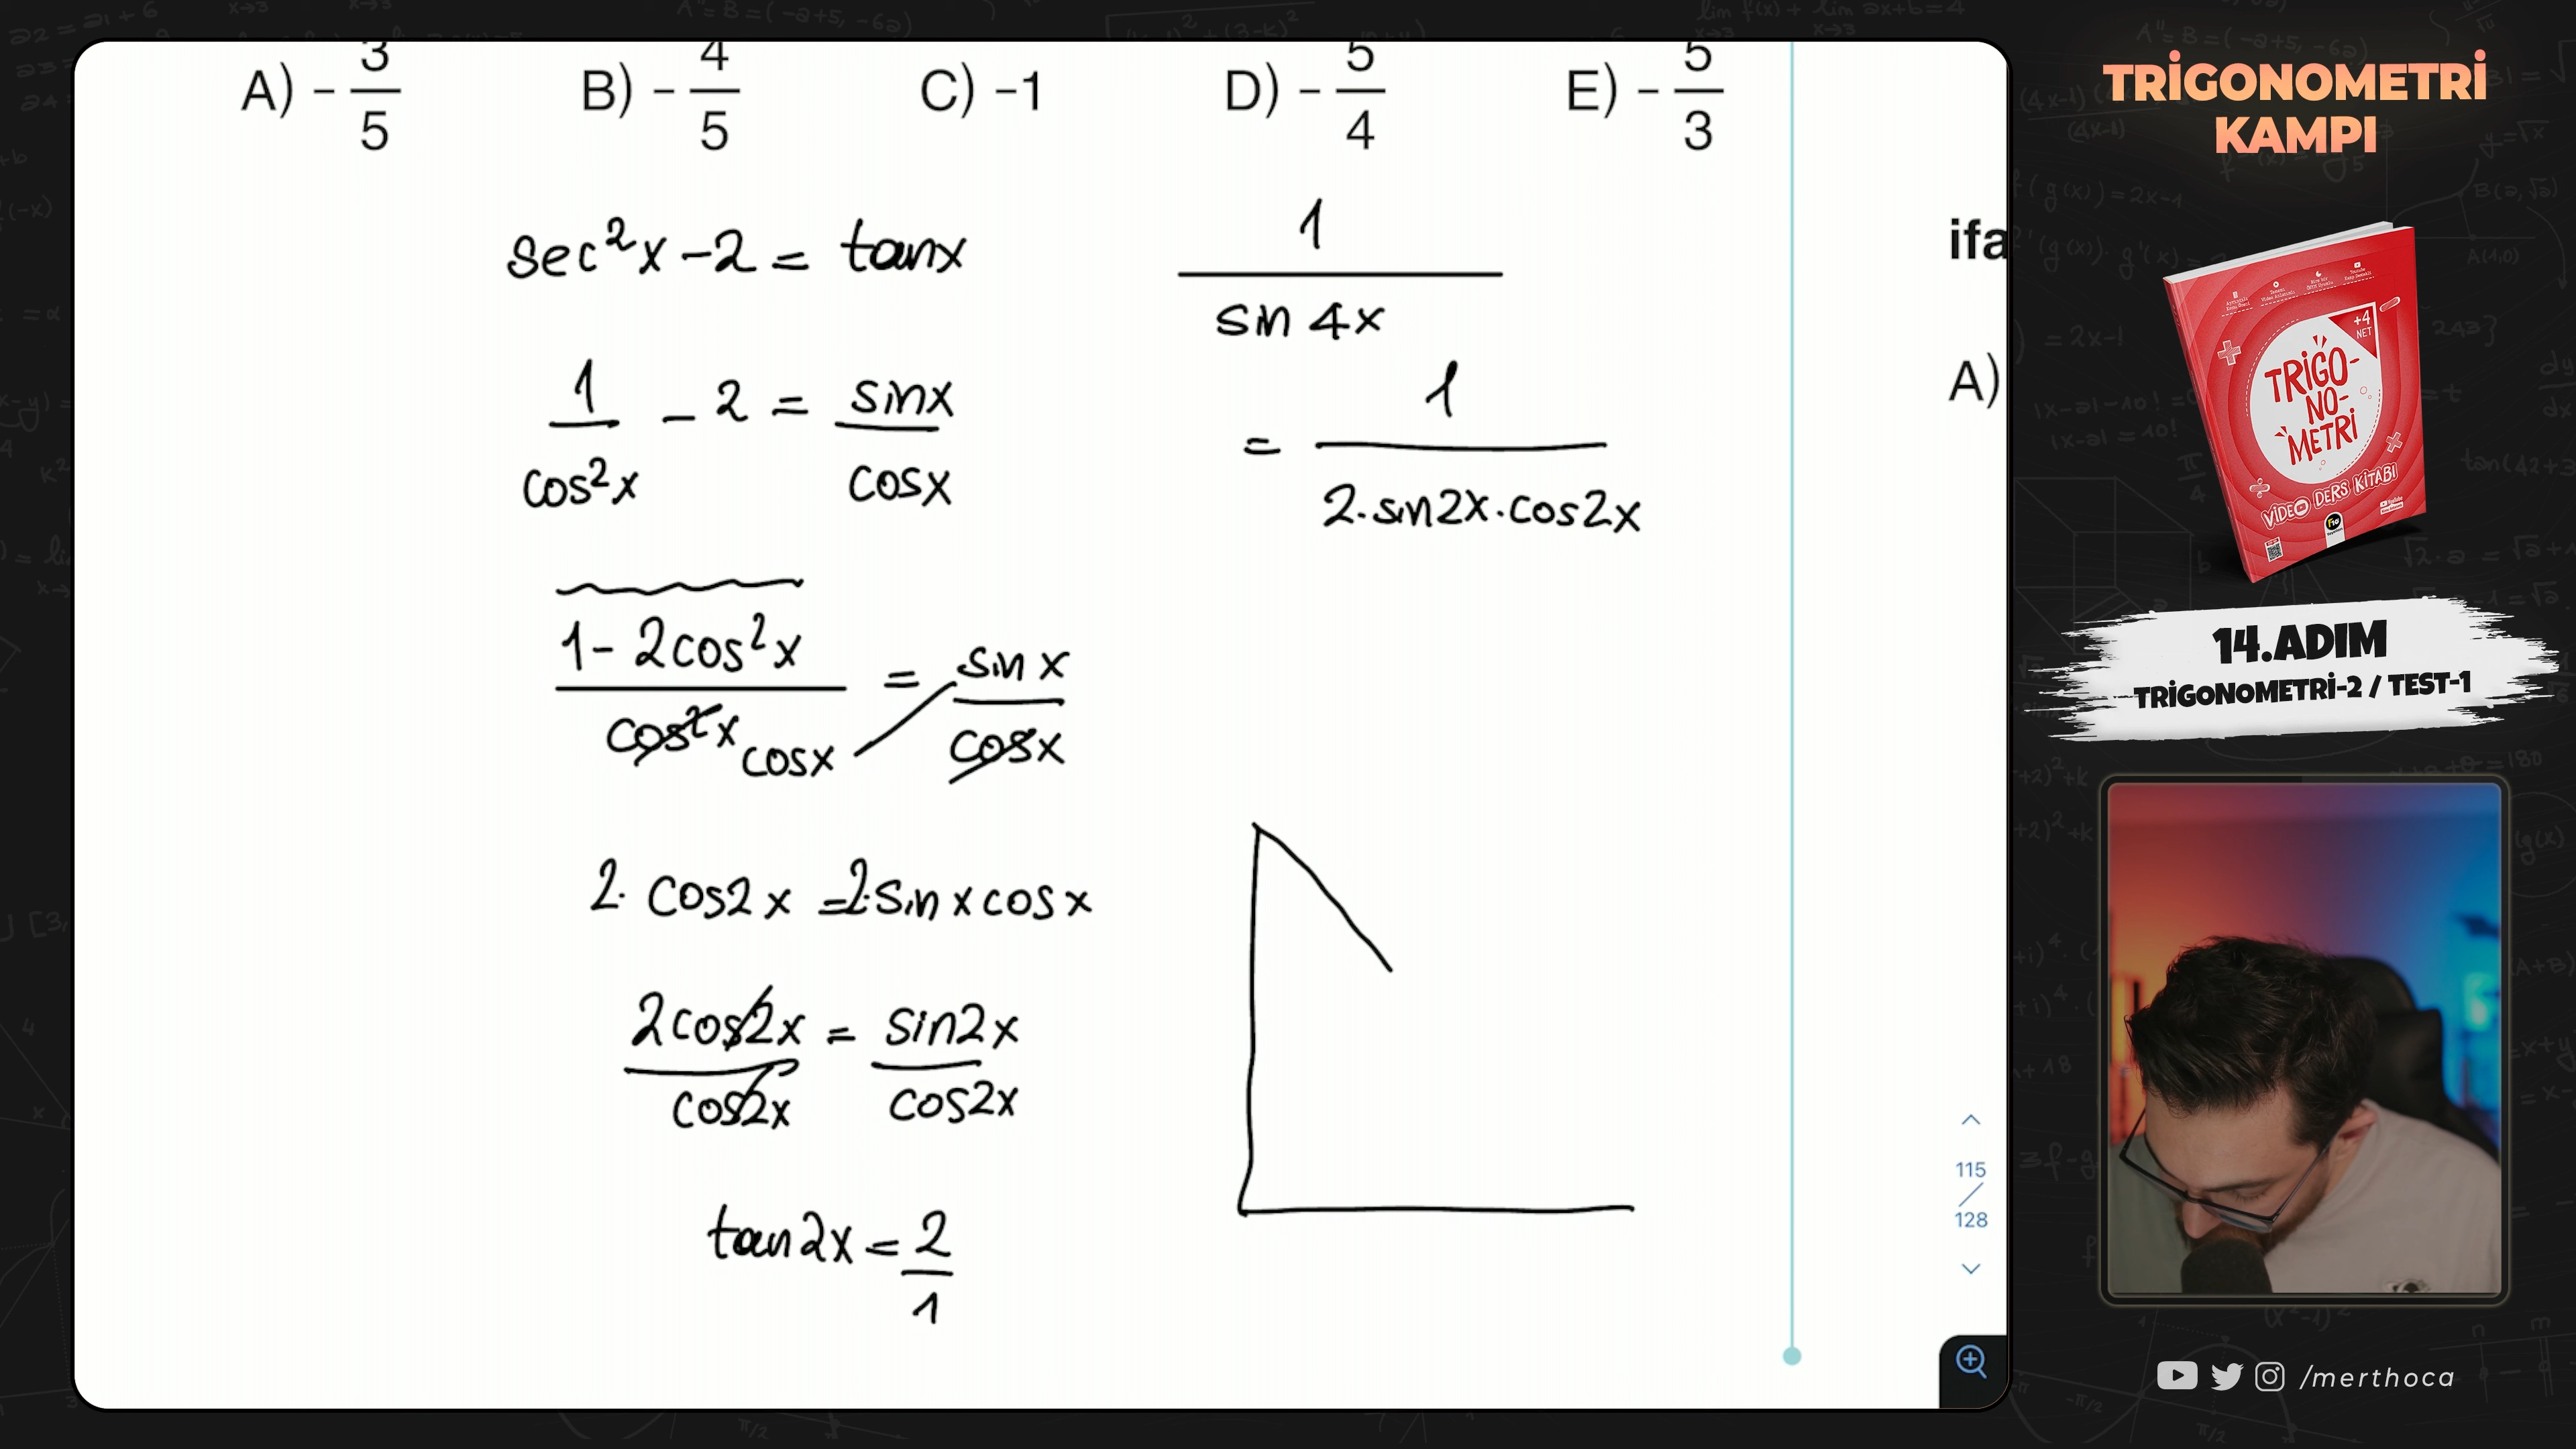 A) -3/5 B) -4/5 C) -1 D) -5/4 E) -5/3
sec²x - 2 = tanx
1/cos²x - 2 = sinx/cosx
1 - 2cos²x / cos²x cosx = sinx/cosx
2. cos2x = 2.sinxcosx
2cos2x/cos2x = sin2x/cos2x
tan2x = 2/1
1/sin4x
= 1/2.sin2x.cos2x
ifa
A)
115
128
TRİGONOMETRİ
KAMPI
+4
NET
TRİGO-
NO-
METRİ
VİDEO DERS KİTABI
14.ADIM
TRİGONOMETRİ-2 / TEST-1
/merthoca